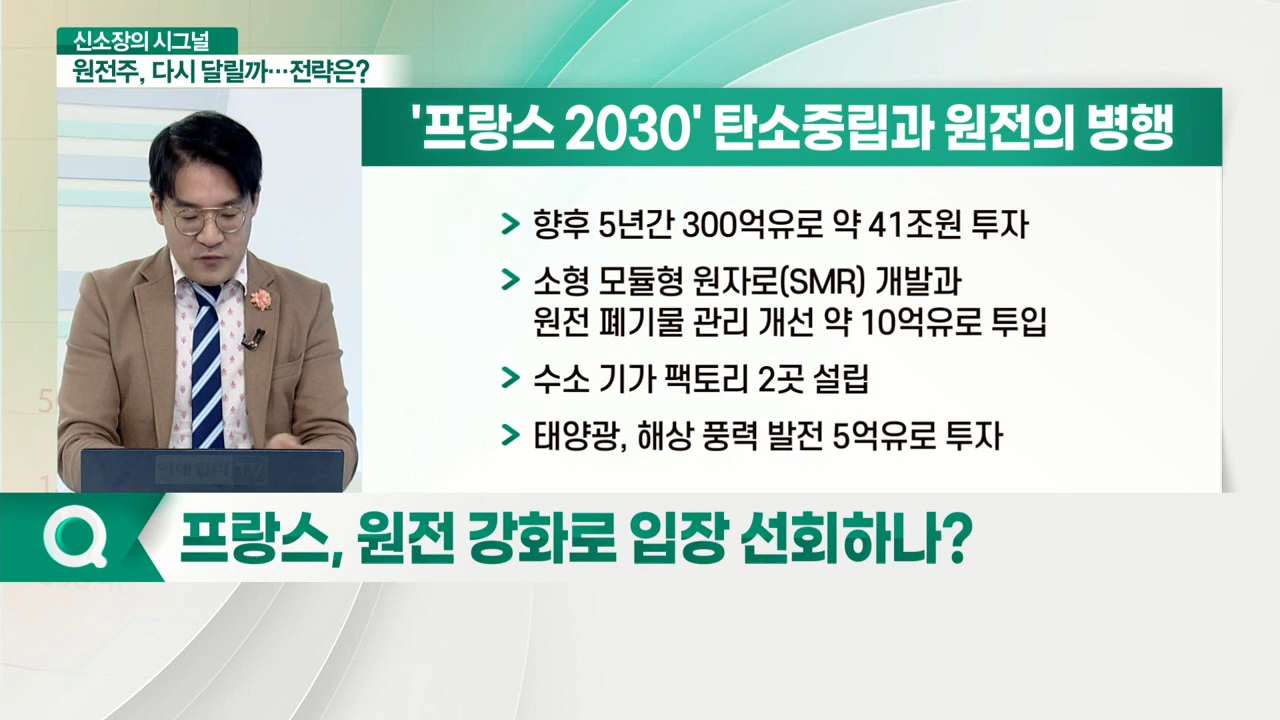 신소장의 시그널
원전주, 다시 달릴까…전략은?
'프랑스 2030' 탄소중립과 원전의 병행
> 향후 5년간 300억유로 약 41조원 투자
> 소형 모듈형 원자로(SMR) 개발과
원전 폐기물 관리 개선 약 10억유로 투입
> 수소 기가 팩토리 2곳 설립
> 태양광, 해상 풍력 발전 5억유로 투자
이데일리 TV
Q 프랑스, 원전 강화로 입장 선회하나?